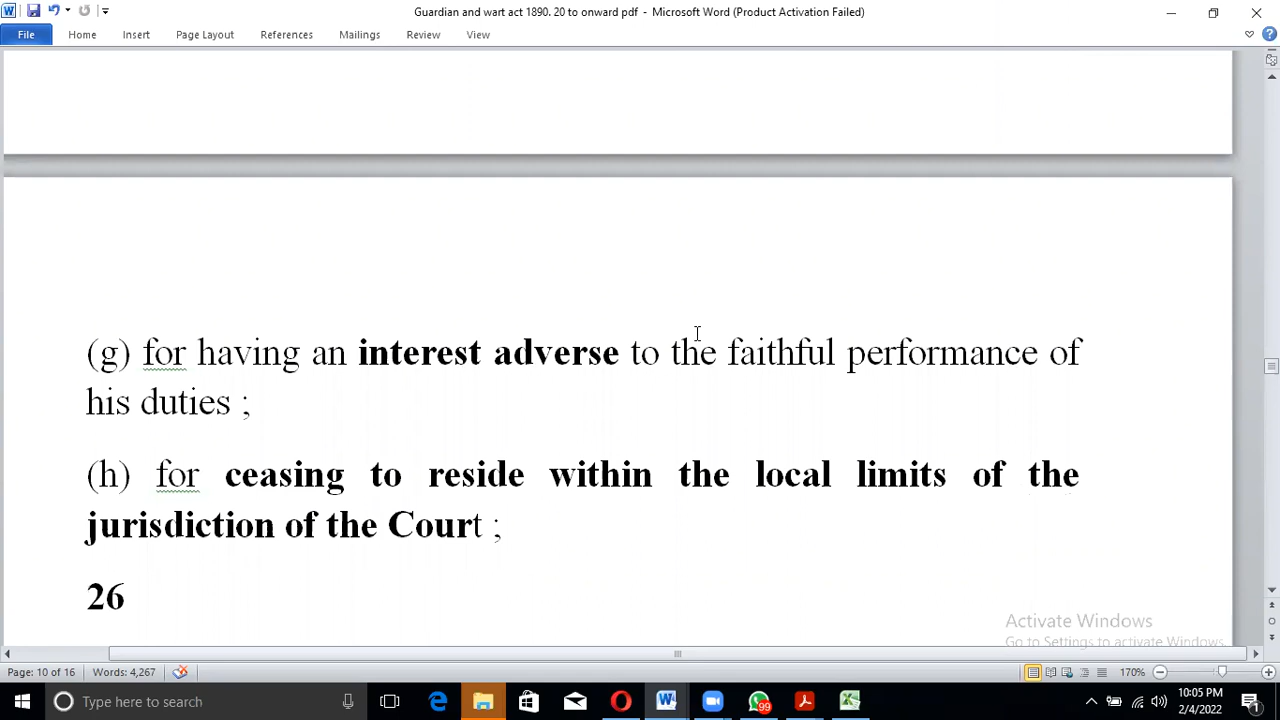 Guardian and wart act 1890. 20 to onward pdf - Microsoft Word (Product Activation Failed)
File Home Insert Page Layout References Mailings Review View
(g) for having an interest adverse to the faithful performance of
his duties ;
(h) for ceasing to reside within the local limits of the
jurisdiction of the Court ;
26
Activate Windows
Go to Settings to activate Windows.
Page: 10 of 16 Words: 4,267 170%
Type here to search
99
10:05 PM
2/4/2022
1